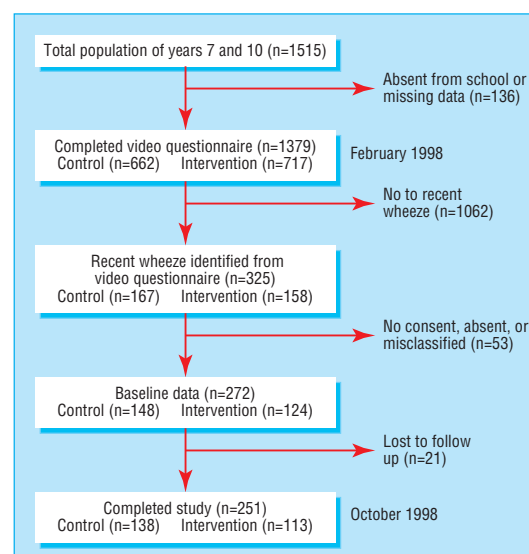 Total population of years 7 and 10 (n=1515)
Absent from school or
missing data (n=136)
Completed video questionnaire (n=1379)
Control (n=662) Intervention (n=717)
February 1998
No to recent
wheeze (n=1062)
Recent wheeze identified from
video questionnaire (n=325)
Control (n=167) Intervention (n=158)
No consent, absent, or
misclassified (n=53)
Baseline data (n=272)
Control (n=148) Intervention (n=124)
Lost to follow
up (n=21)
Completed study (n=251)
Control (n=138) Intervention (n=113)
October 1998